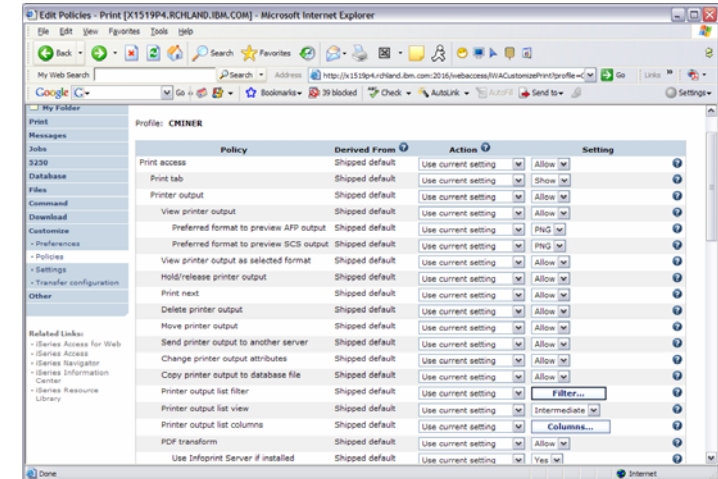 Edit Policies - Print [X1519P4.RCHLAND.IBM.COM] - Microsoft Internet Explorer
File Edit View Favorites Tools Help
Back Search Favorites
My Web Search Search Address http://x1519p4.rchland.ibm.com:2016/webaccess/iWACustomizePrint?profile=C Go Links
Google G Go Bookmarks 39 blocked Check AutoLink AutoFill Send to Settings
My Folder
Print
Messages
Jobs
5250
Database
Files
Command
Download
Customize
- Preferences
- Policies
- Settings
- Transfer configuration
Other
Related Links:
- iSeries Access for Web
- iSeries Access
- iSeries Navigator
- iSeries Information Center
- iSeries Resource Library
Profile: CMINER
Policy Derived From Action Setting
Print access Shipped default Use current setting Allow
Print tab Shipped default Use current setting Show
Printer output Shipped default Use current setting Allow
View printer output Shipped default Use current setting Allow
Preferred format to preview AFP output Shipped default Use current setting PNG
Preferred format to preview SCS output Shipped default Use current setting PNG
View printer output as selected format Shipped default Use current setting Allow
Hold/release printer output Shipped default Use current setting Allow
Print next Shipped default Use current setting Allow
Delete printer output Shipped default Use current setting Allow
Move printer output Shipped default Use current setting Allow
Send printer output to another server Shipped default Use current setting Allow
Change printer output attributes Shipped default Use current setting Allow
Copy printer output to database file Shipped default Use current setting Allow
Printer output list filter Shipped default Use current setting Filter...
Printer output list view Shipped default Use current setting Intermediate
Printer output list columns Shipped default Use current setting Columns...
PDF transform Shipped default Use current setting Allow
Use Infoprint Server if installed Shipped default Use current setting Yes
Done Internet